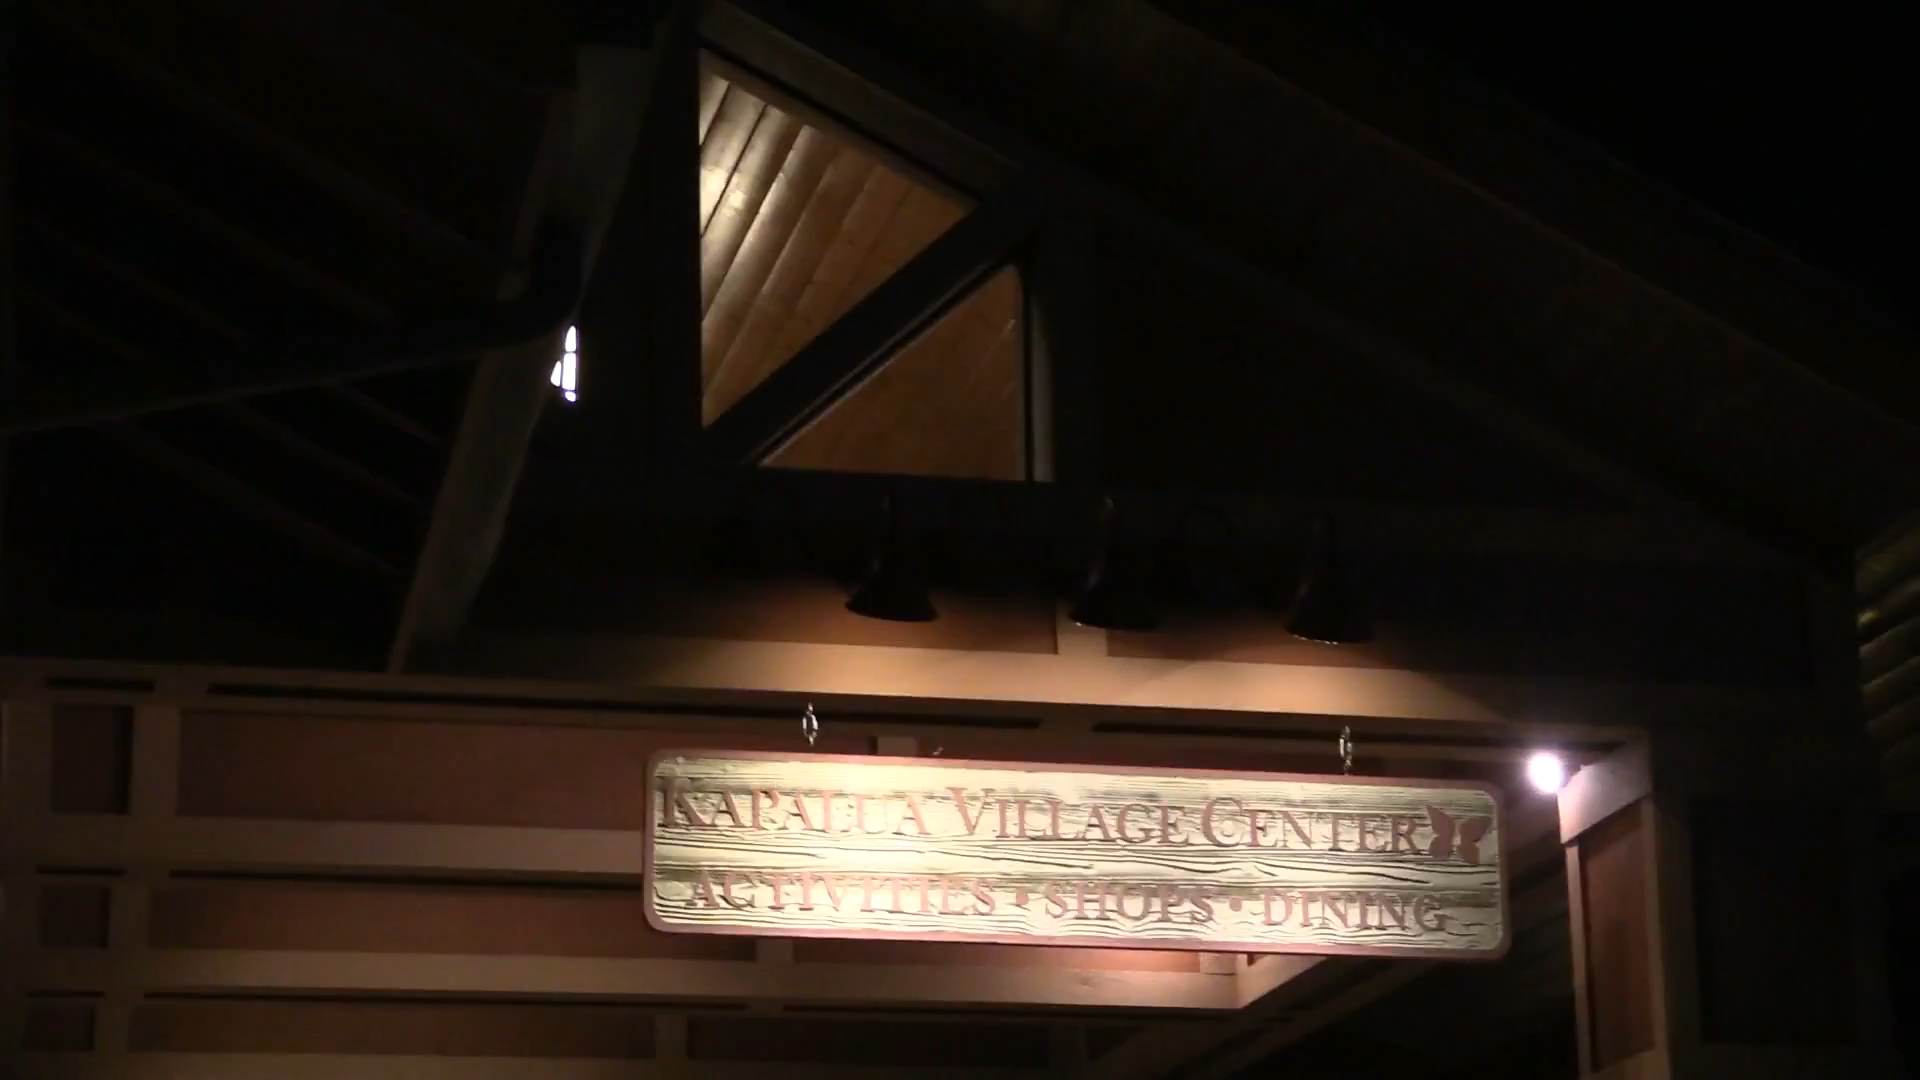 KAPALUA VILLAGE CENTER
ACTIVITIES • SHOPS • DINING